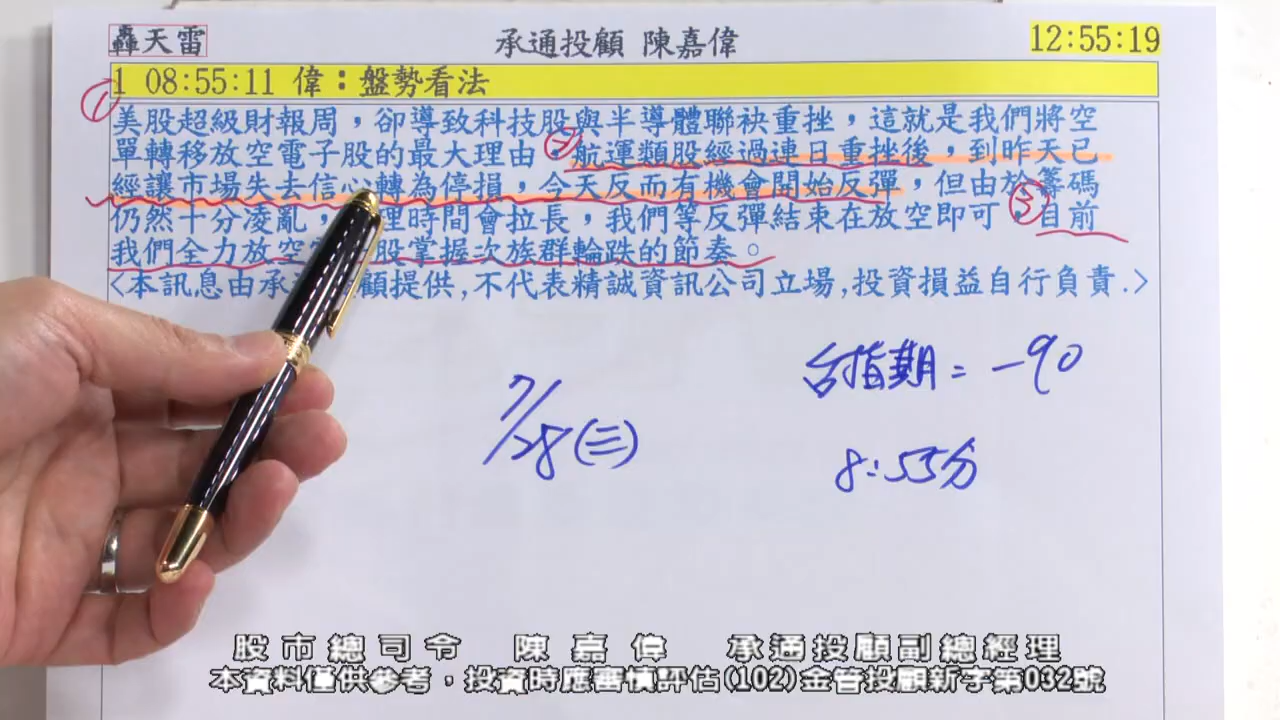 轟天雷 承通投顧 陳嘉偉 12:55:19
1 08:55:11 偉：盤勢看法
①
美股超級財報周，卻導致科技股與半導體聯袂重挫，這就是我們將空
單轉移放空電子股的最大理由，②航運類股經過連日重挫後，到昨天已
經讓市場失去信心轉為停損，今天反而有機會開始反彈，但由於籌碼
仍然十分凌亂，理時間會拉長，我們等反彈結束在放空即可，③目前
我們全力放空 股掌握次族群輪跌的節奏。
<本訊息由承 顧提供,不代表精誠資訊公司立場,投資損益自行負責.>
台指期=-90
7/28(三)
8:55分
股市總司令 陳嘉偉 承通投顧副總經理
本資料僅供參考，投資時應審慎評估(102)金管投顧新字第032號